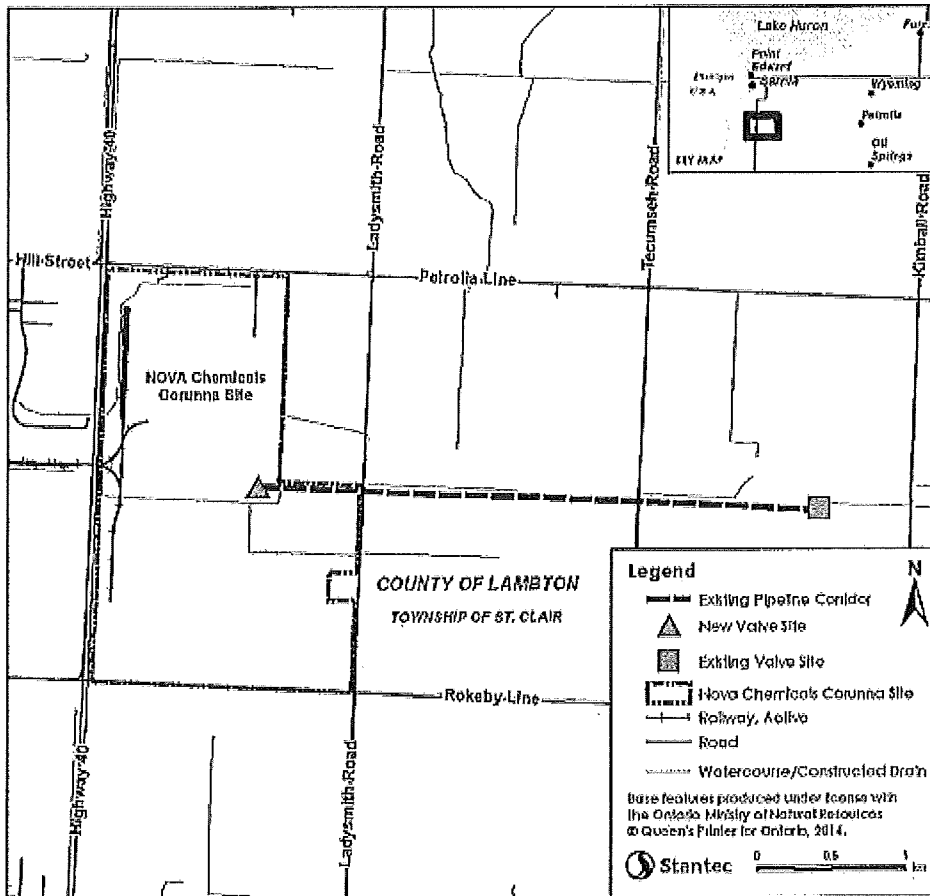 Lake Huron
Point
Edward
Sarnia
Wyoming
Petrolia
Oil
Springs
KEY MAP
Highway 40
Ladysmith Road
Tecumseh Road
Kimball Road
Hill Street
Petrolia Line
NOVA Chemicals
Corunna Site
COUNTY OF LAMBTON
TOWNSHIP OF ST. CLAIR
Rokeby Line
Highway 40
Ladysmith Road
Legend
N
Existing Pipeline Corridor
New Valve Site
Existing Valve Site
Nova Chemicals Corunna Site
Railway, Active
Road
Watercourse/Constructed Drain
Base features produced under license with
the Ontario Ministry of Natural Resources
© Queen's Printer for Ontario, 2014.
Stantec
0 0.5 1
km